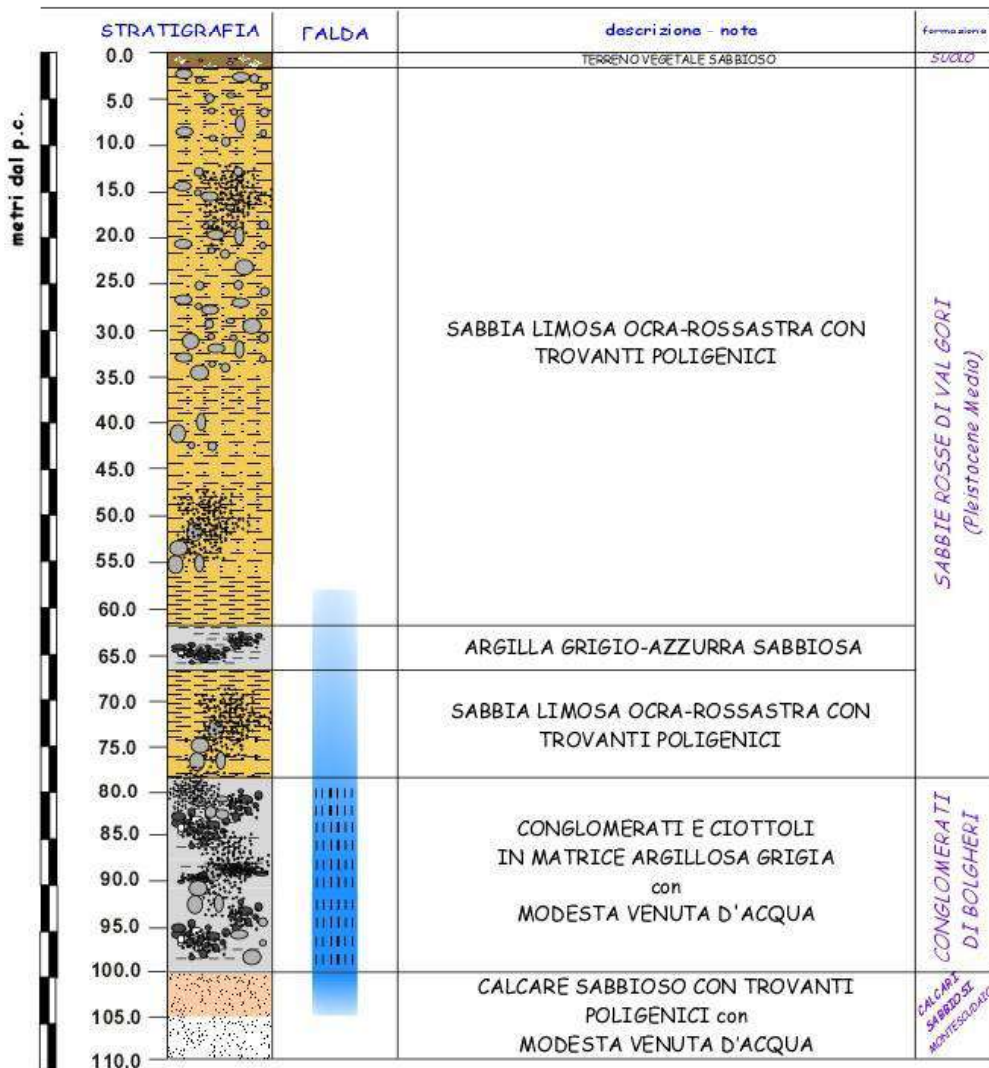 STRATIGRAFIA
FALDA
descrizione - note
formazione
metri dal p.c.
0.0
5.0
10.0
15.0
20.0
25.0
30.0
35.0
40.0
45.0
50.0
55.0
60.0
65.0
70.0
75.0
80.0
85.0
90.0
95.0
100.0
105.0
110.0
TERRENO VEGETALE SABBIOSO
SUOLO
SABBIA LIMOSA OCRA-ROSSASTRA CON
TROVANTI POLIGENICI
SABBIE ROSSE DI VAL GORI
(Pleistocene Medio)
ARGILLA GRIGIO-AZZURRA SABBIOSA
SABBIA LIMOSA OCRA-ROSSASTRA CON
TROVANTI POLIGENICI
CONGLOMERATI E CIOTTOLI
IN MATRICE ARGILLOSA GRIGIA
con
MODESTA VENUTA D'ACQUA
CONGLOMERATI
DI BOLGHERI
CALCARE SABBIOSO CON TROVANTI
POLIGENICI con
MODESTA VENUTA D'ACQUA
CALCARI
SABBIOSI
MONTESCUDAIO